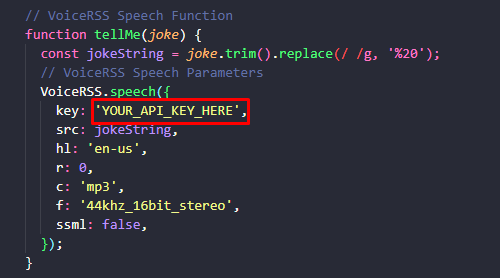 // VoiceRSS Speech Function
function tellMe(joke) {
const jokeString = joke.trim().replace(/ /g, '%20');
// VoiceRSS Speech Parameters
VoiceRSS.speech({
key: 'YOUR_API_KEY_HERE',
src: jokeString,
hl: 'en-us',
r: 0,
c: 'mp3',
f: '44khz_16bit_stereo',
ssml: false,
});
}